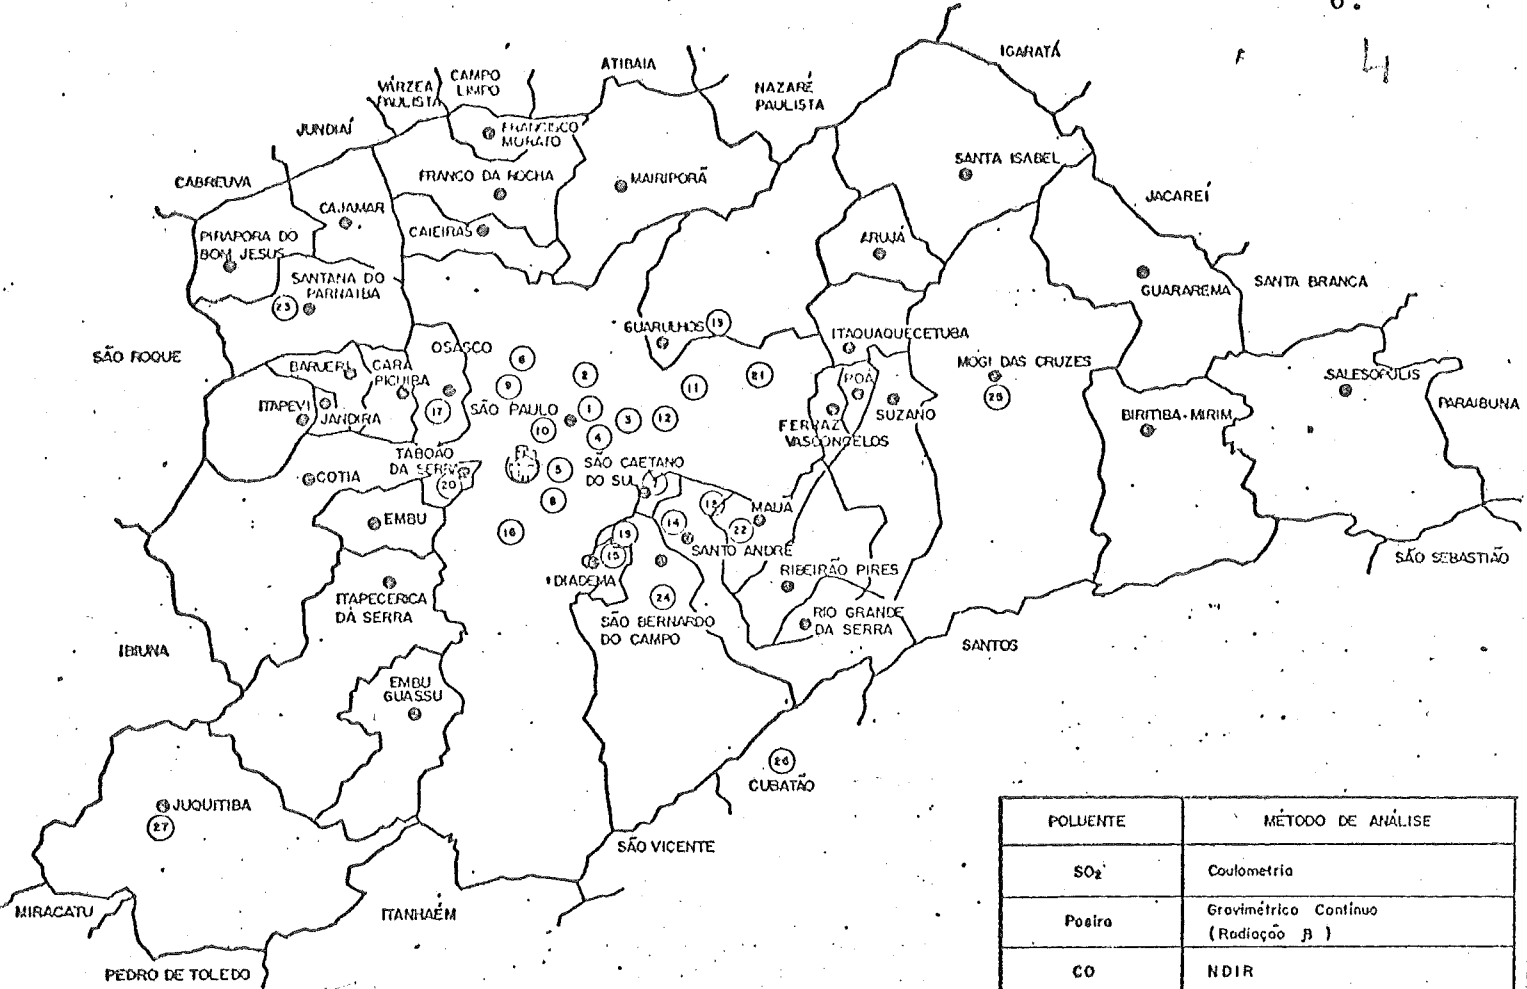 6.
4
IGARATÁ
ATIBAIA
CAMPO
LIMPO
VÁRZEA
PAULISTA
NAZARÉ
PAULISTA
JUNDIAÍ
FRANCISCO
MORATO
SANTA ISABEL
CABREUVA
FRANCO DA ROCHA
MAIRIPORÃ
JACAREÍ
CAJAMAR
CAIEIRAS
PIRAPORA DO
BOM JESUS
ARUJÁ
SANTANA DO
PARNAIBA
23
GUARAREMA
SANTA BRANCA
GUARULHOS
ITAQUAQUECETUBA
SÃO ROQUE
OSASCO
6
BARUERI
CARA
PICUIBA
2
21
MOGI DAS CRUZES
SALESOPOLIS
9
11
POÁ
ITAPEVI
JANDIRA
17
SÃO PAULO
1
3
12
10
4
SUZANO
25
BIRITIBA-MIRIM
PARAIBUNA
FERRAZ
VASCONCELOS
TABOÃO
DA SERRA
20
COTIA
5
SÃO CAETANO
DO SUL
8
MAUÁ
EMBU
16
14
22
SANTO ANDRÉ
15
DIADEMA
RIBEIRÃO PIRES
SÃO SEBASTIÃO
ITAPECERICA
DA SERRA
24
SÃO BERNARDO
DO CAMPO
RIO GRANDE
DA SERRA
SANTOS
IBIUNA
EMBU
GUASSU
26
CUBATÃO
JUQUITIBA
27
SÃO VICENTE
MIRACATU
ITANHAÉM
PEDRO DE TOLEDO
POLUENTE MÉTODO DE ANÁLISE
SO₂ Coulometria
Poeira Gravimétrico Contínuo
(Radiação β)
CO NDIR